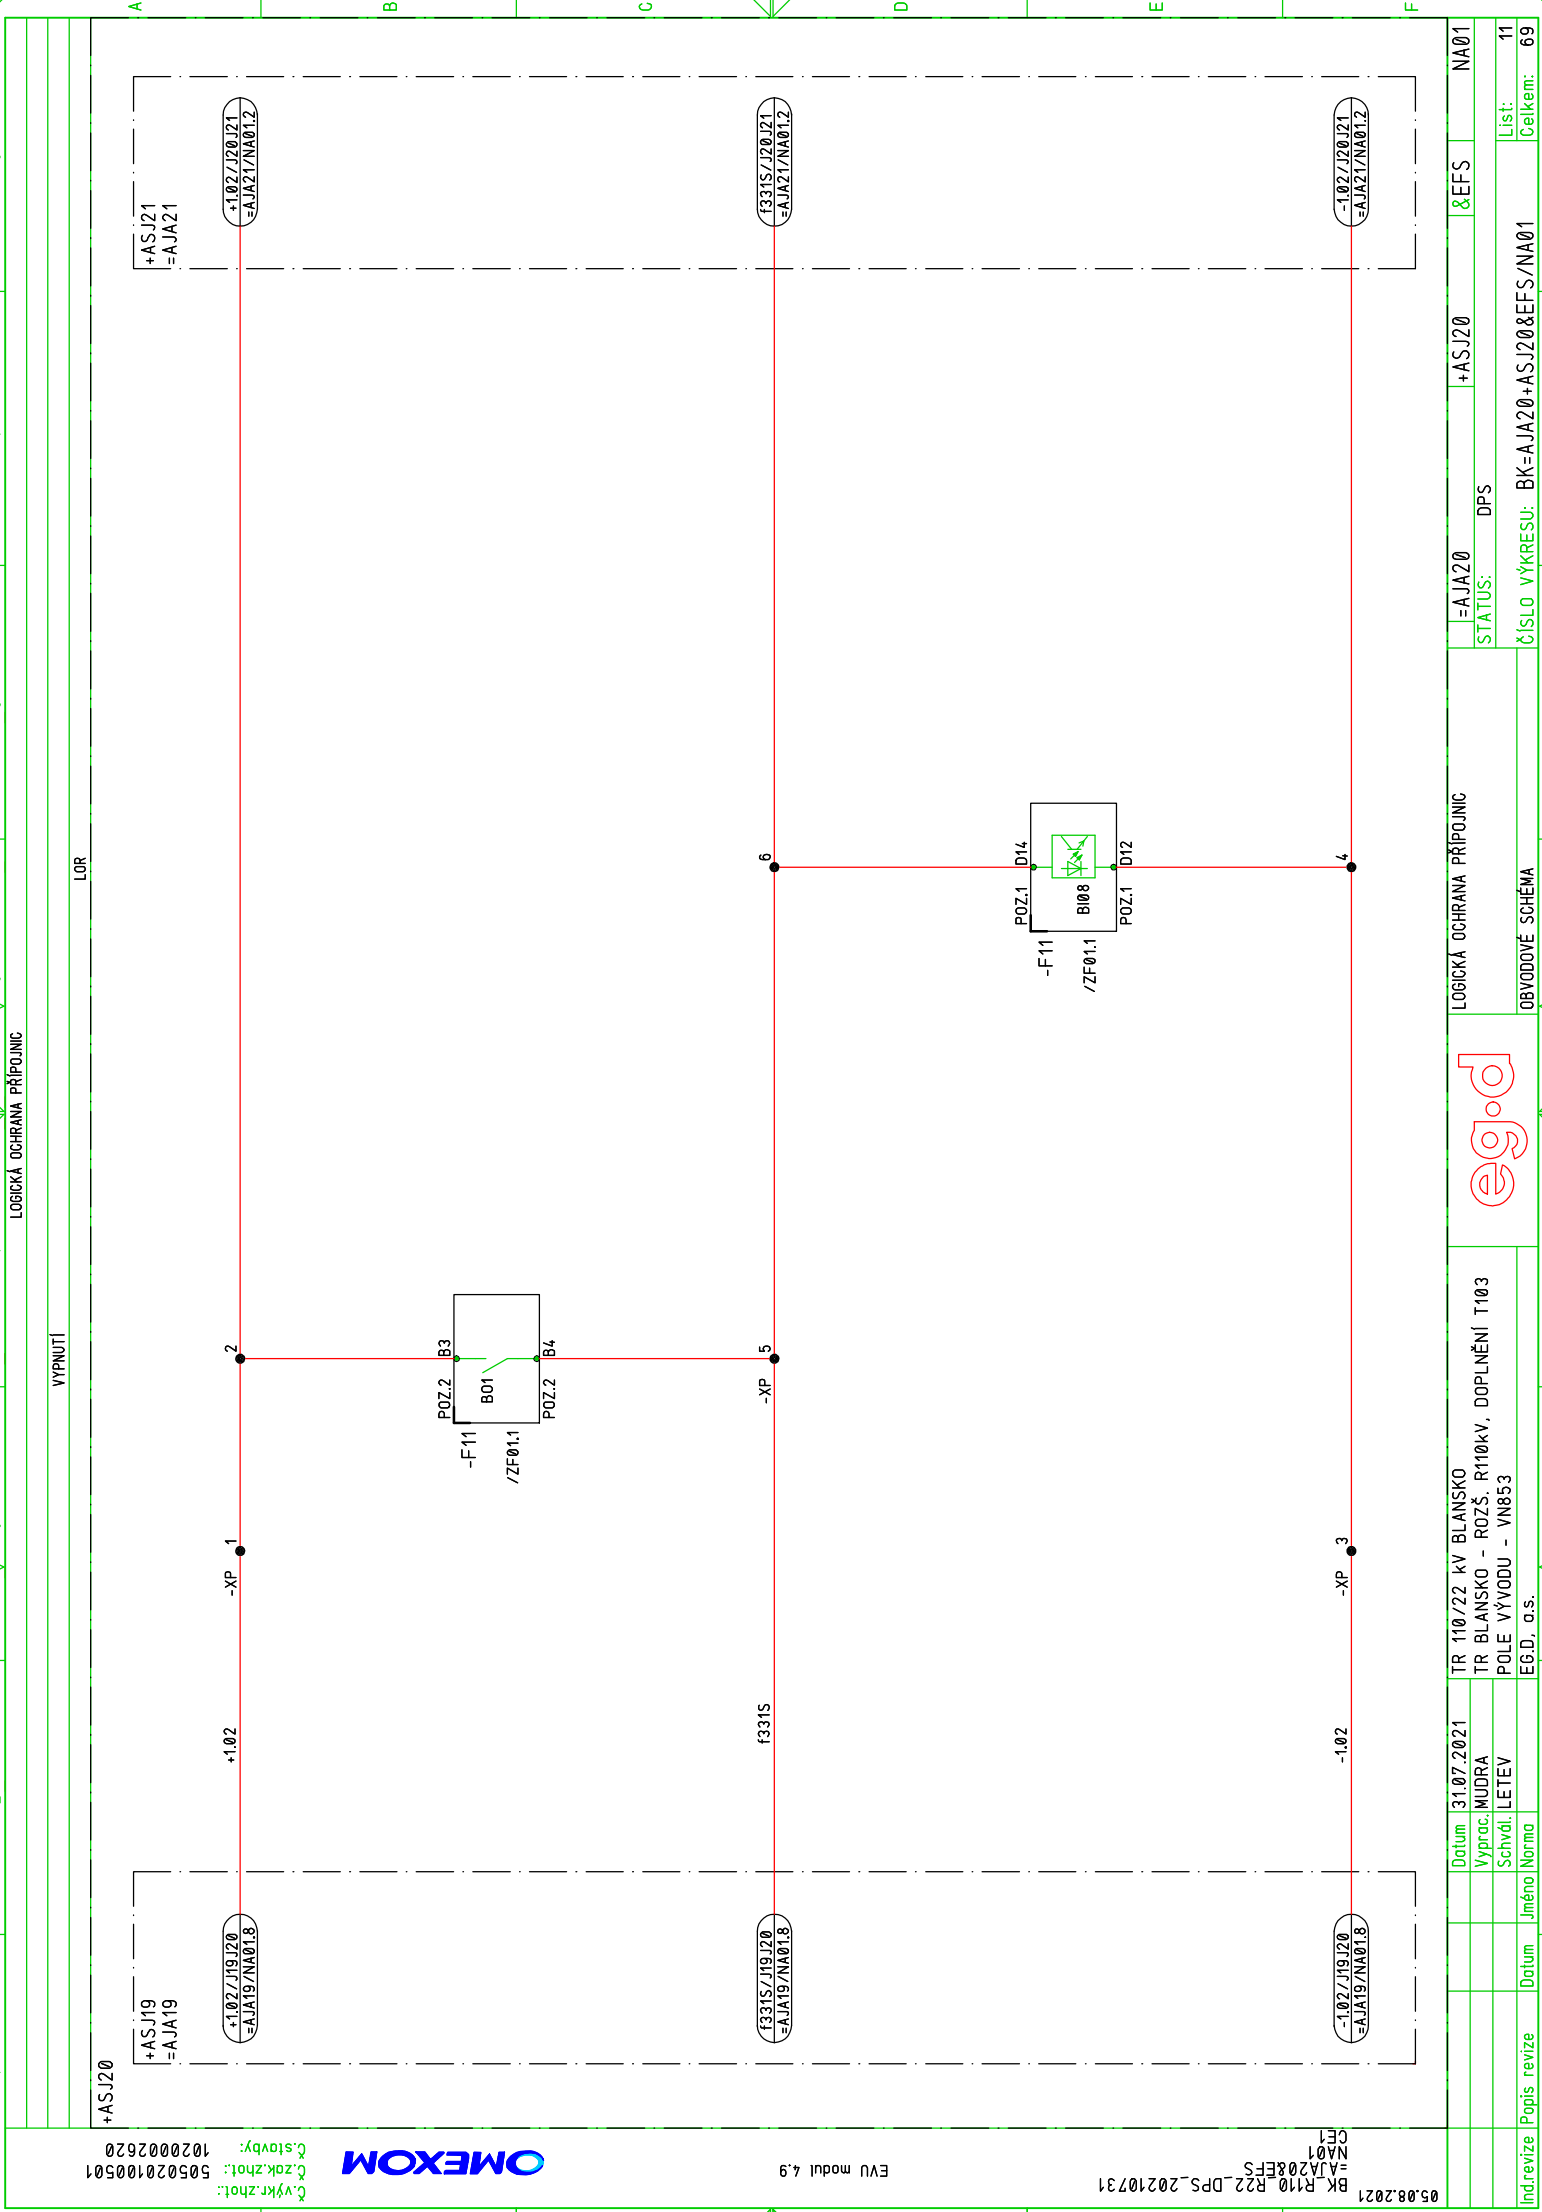 LOGICKÁ OCHRANA PŘÍPOJNIC
VYPNUTÍ
LOR
+ASJ20
+ASJ19
=AJA19
+1.02/J19J20
=AJA19/NA01.8
+1.02
-XP
1
2
+ASJ21
=AJA21
+1.02/J20J21
=AJA21/NA01.2
-F11
/ZF01.1
POZ.2
B3
BO1
POZ.2
B4
f331S/J19J20
=AJA19/NA01.8
f331S
-XP
5
6
f331S/J20J21
=AJA21/NA01.2
-F11
/ZF01.1
POZ.1
D14
BI08
POZ.1
D12
-1.02/J19J20
=AJA19/NA01.8
-1.02
-XP
3
4
-1.02/J20J21
=AJA21/NA01.2
A
B
C
D
E
F
Č.výkr.zhot.:
Č.zak.zhot.: 505020100501
Č.stavby: 1020002620
OMEXOM
EVU modul 4.9
05.08.2021
BK_R110_R22_DPS_20210731
=AJA20&EFS
NA01
CE1
Ind.revize
Popis revize
Datum
Jméno
Datum 31.07.2021
Vyprac. MUDRA
Schvál. LETEV
Norma
TR 110/22 kV BLANSKO
TR BLANSKO - ROZŠ. R110kV, DOPLNĚNÍ T103
POLE VÝVODU - VN853
EG.D, a.s.
eg·d
LOGICKÁ OCHRANA PŘÍPOJNIC
OBVODOVÉ SCHÉMA
=AJA20
+ASJ20
&EFS
NA01
STATUS: DPS
List: 11
ČÍSLO VÝKRESU: BK=AJA20+ASJ20&EFS/NA01
Celkem: 69